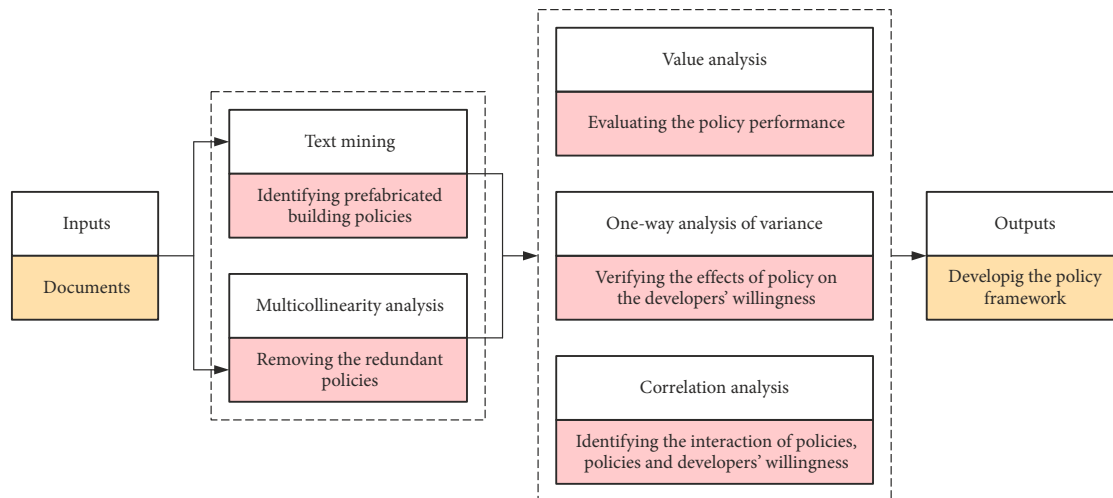 Inputs
Documents
Text mining
Identifying prefabricated
building policies
Multicollinearity analysis
Removing the redundant
policies
Value analysis
Evaluating the policy performance
One-way analysis of variance
Verifying the effects of policy on
the developers’ willingness
Correlation analysis
Identifying the interaction of policies,
policies and developers’ willingness
Outputs
Developig the policy
framework